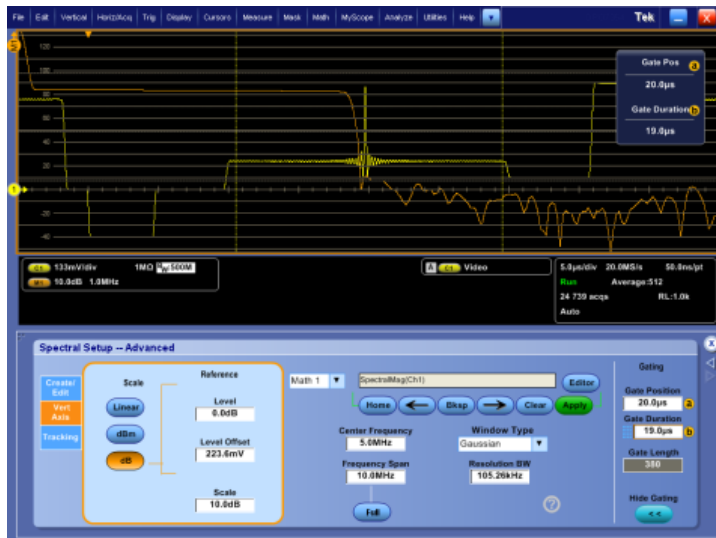 File Edit Vertical Horiz/Acq Trig Display Cursors Measure Mask Math MyScope Analyze Utilities Help Tek X
120
100
80
60
40
20
-20
-40
Gate Pos a
20.0µs
Gate Duration b
19.0µs
1
C1 133mV/div 1MΩ BW:500M
M1 10.0dB 1.0MHz
A C1 Video
5.0µs/div 20.0MS/s 50.0ns/pt
Run Average:512
24 739 acqs RL:1.0k
Auto
Spectral Setup -- Advanced
Create/
Edit
Vert
Axis
Tracking
Scale
Linear
dBm
dB
Reference
Level
0.0dB
Level Offset
223.6mV
Scale
10.0dB
Math 1 SpectralMag(Ch1) Editor
Home Bksp Clear Apply
Center Frequency
5.0MHz
Frequency Span
10.0MHz
Full
Window Type
Gaussian
Resolution BW
105.26kHz
?
Gating
Gate Position
20.0µs a
Gate Duration
19.0µs b
Gate Length
380
Hide Gating
<<
X